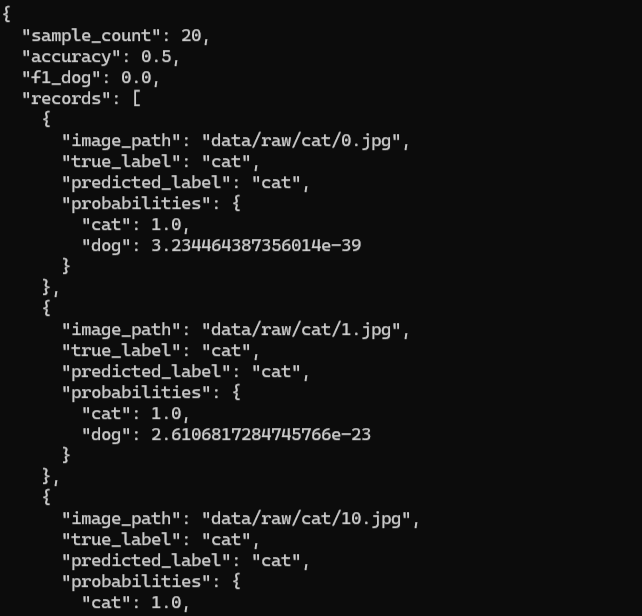 {
  "sample_count": 20,
  "accuracy": 0.5,
  "f1_dog": 0.0,
  "records": [
    {
      "image_path": "data/raw/cat/0.jpg",
      "true_label": "cat",
      "predicted_label": "cat",
      "probabilities": {
        "cat": 1.0,
        "dog": 3.234464387356014e-39
      }
    },
    {
      "image_path": "data/raw/cat/1.jpg",
      "true_label": "cat",
      "predicted_label": "cat",
      "probabilities": {
        "cat": 1.0,
        "dog": 2.6106817284745766e-23
      }
    },
    {
      "image_path": "data/raw/cat/10.jpg",
      "true_label": "cat",
      "predicted_label": "cat",
      "probabilities": {
        "cat": 1.0,